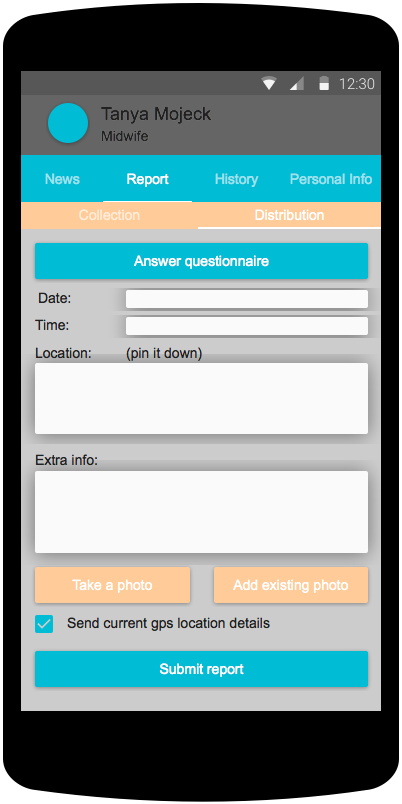 12:30
Tanya Mojeck
Midwife
News Report History Personal Info
Collection Distribution
Answer questionnaire
Date:
Time:
Location: (pin it down)
Extra info:
Take a photo Add existing photo
Send current gps location details
Submit report